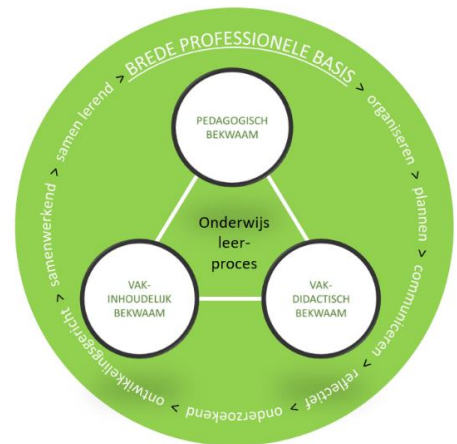 BREDE PROFESSIONELE BASIS > organiseren > plannen > communiceren > reflectief > onderzoekend > ontwikkelingsgericht > samenwerkend > samen lerend >
PEDAGOGISCH
BEKWAAM
Onderwijs
leer-
proces
VAK-
INHOUDELIJK
BEKWAAM
VAK-
DIDACTISCH
BEKWAAM